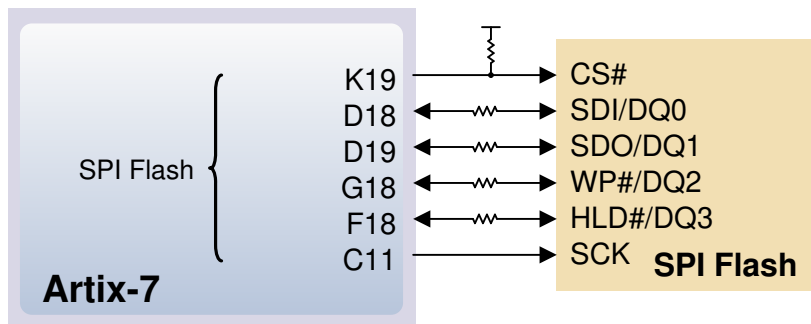 K19 CS#
D18 SDI/DQ0
D19 SDO/DQ1
SPI Flash G18 WP#/DQ2
F18 HLD#/DQ3
C11 SCK SPI Flash
Artix-7